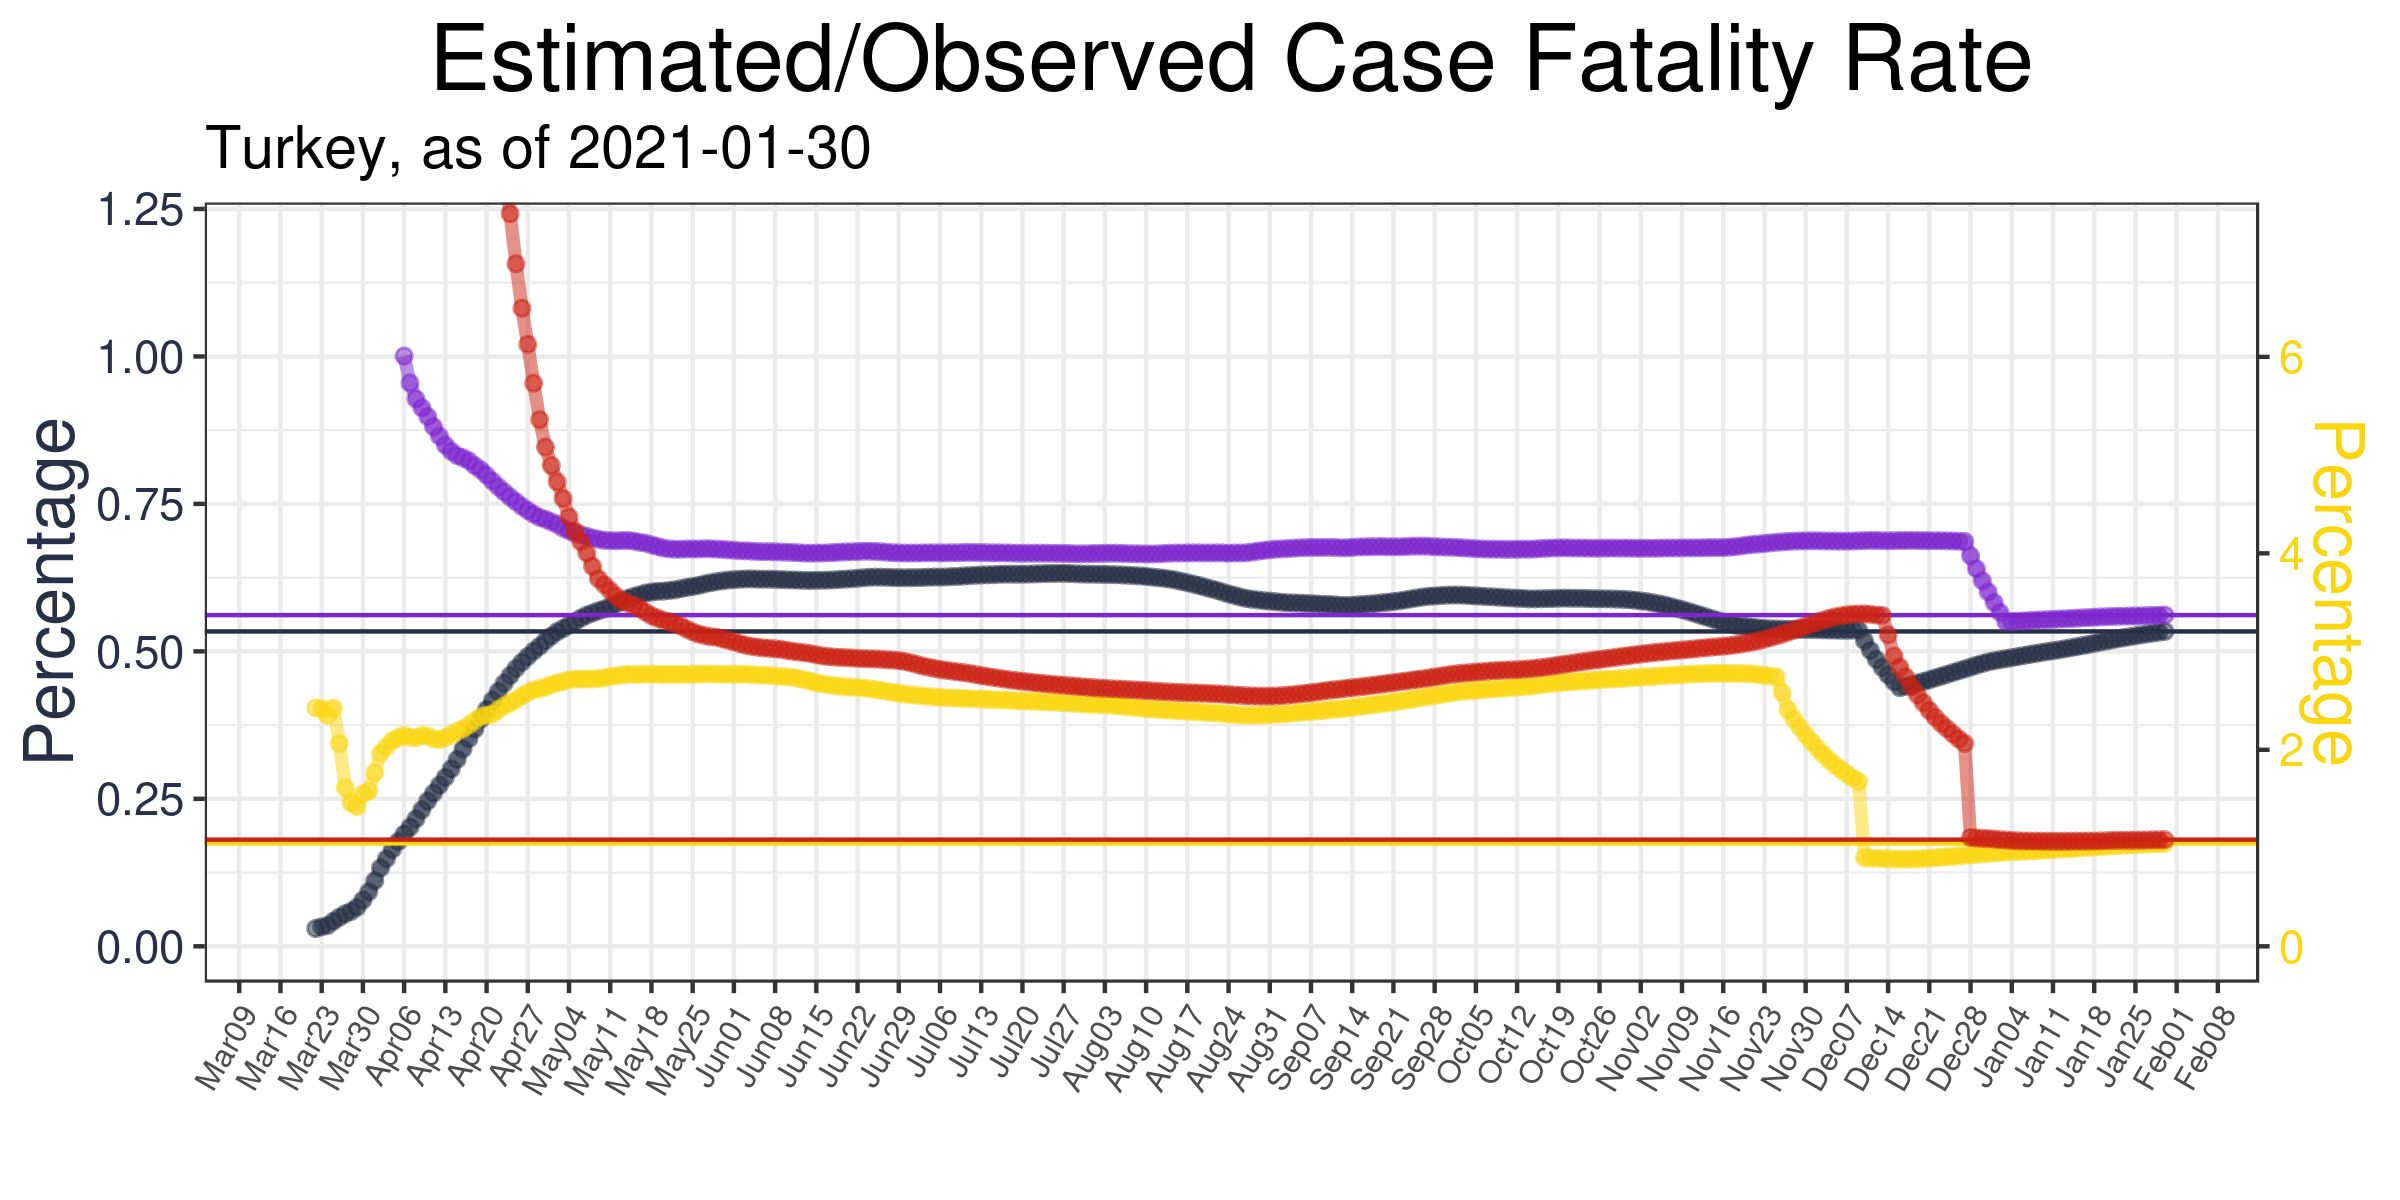 Estimated/Observed Case Fatality Rate
Turkey, as of 2021-01-30
Percentage
1.25
1.00
0.75
0.50
0.25
0.00
6
4
2
0
Percentage
Mar09
Mar16
Mar23
Mar30
Apr06
Apr13
Apr20
Apr27
May04
May11
May18
May25
Jun01
Jun08
Jun15
Jun22
Jun29
Jul06
Jul13
Jul20
Jul27
Aug03
Aug10
Aug17
Aug24
Aug31
Sep07
Sep14
Sep21
Sep28
Oct05
Oct12
Oct19
Oct26
Nov02
Nov09
Nov16
Nov23
Nov30
Dec07
Dec14
Dec21
Dec28
Jan04
Jan11
Jan18
Jan25
Feb01
Feb08